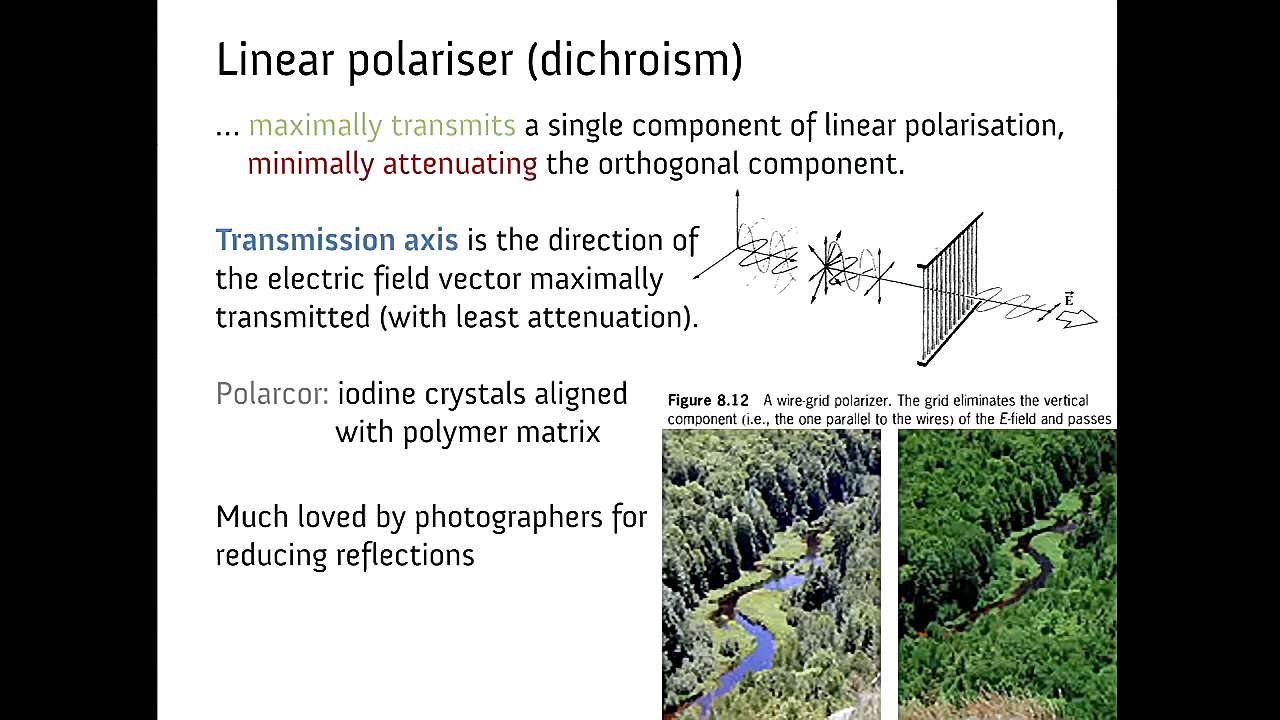 Linear polariser (dichroism)
... maximally transmits a single component of linear polarisation,
minimally attenuating the orthogonal component.
Transmission axis is the direction of
the electric field vector maximally
transmitted (with least attenuation).
E
Polarcor: iodine crystals aligned
with polymer matrix
Figure 8.12 A wire-grid polarizer. The grid eliminates the vertical
component (i.e., the one parallel to the wires) of the E-field and passes
Much loved by photographers for
reducing reflections